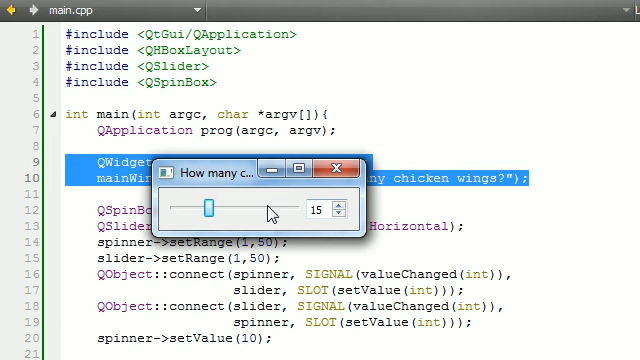 main.cpp
1 #include <QtGui/QApplication>
2 #include <QHBoxLayout>
3 #include <QSlider>
4 #include <QSpinBox>
5
6 int main(int argc, char *argv[]){
7 QApplication prog(argc, argv);
8
9 QWidget
10 mainWin ny chicken wings?");
11
How many c...
15
12 QSpinBo
13 QSlider Horizontal);
14 spinner->setRange(1,50);
15 slider->setRange(1,50);
16 QObject::connect(spinner, SIGNAL(valueChanged(int)),
17 slider, SLOT(setValue(int)));
18 QObject::connect(slider, SIGNAL(valueChanged(int)),
19 spinner, SLOT(setValue(int)));
20 spinner->setValue(10);
21